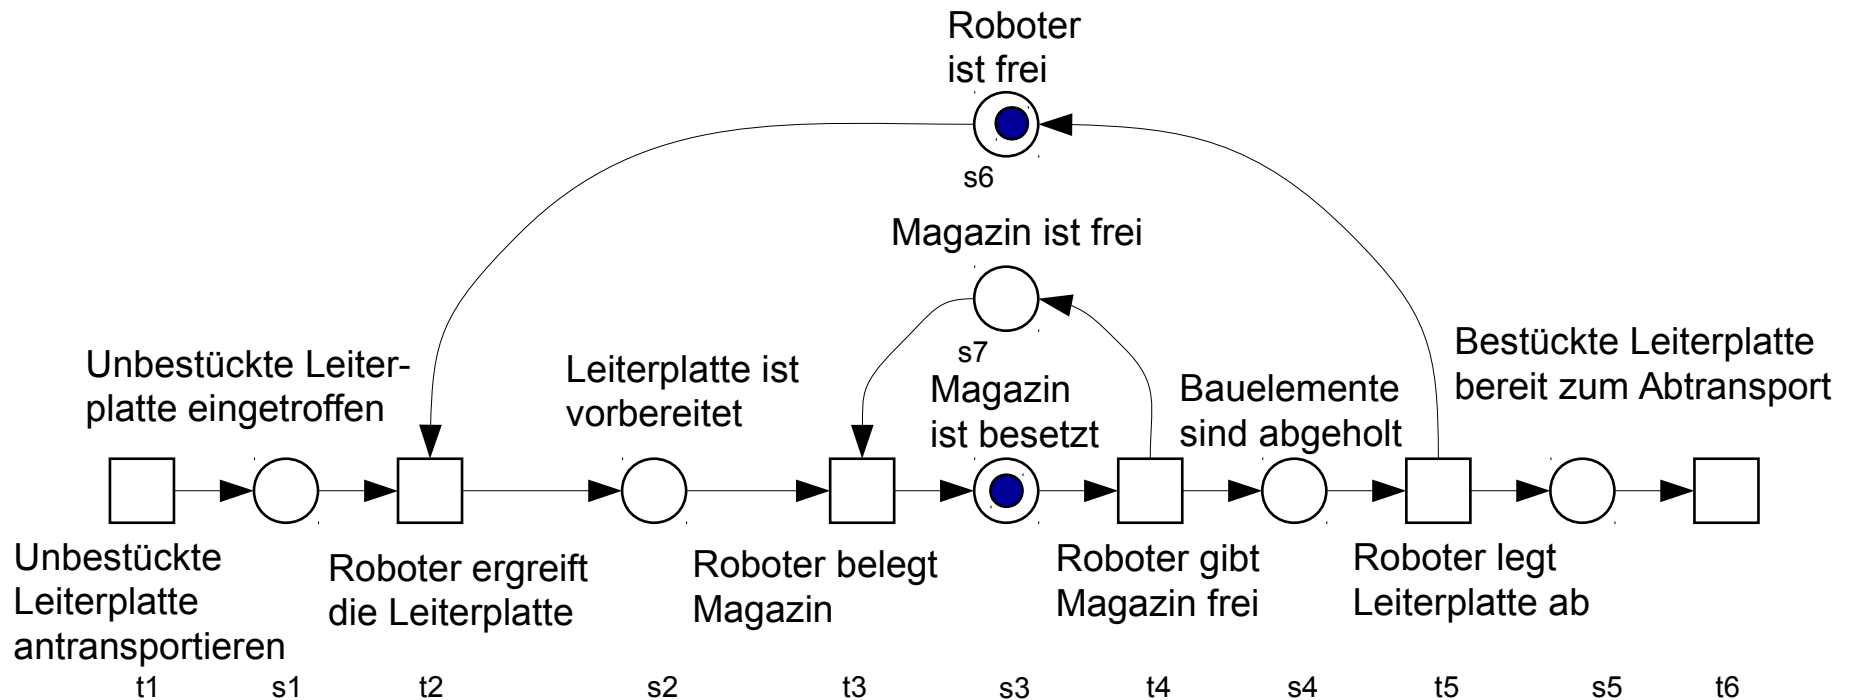 Roboter
ist frei
s6
Magazin ist frei
s7
Unbestückte Leiter-
platte eingetroffen
Leiterplatte ist
vorbereitet
Magazin
ist besetzt
Bauelemente
sind abgeholt
Bestückte Leiterplatte
bereit zum Abtransport
Unbestückte
Leiterplatte
antransportieren
Roboter ergreift
die Leiterplatte
Roboter belegt
Magazin
Roboter gibt
Magazin frei
Roboter legt
Leiterplatte ab
t1 s1 t2 s2 t3 s3 t4 s4 t5 s5 t6